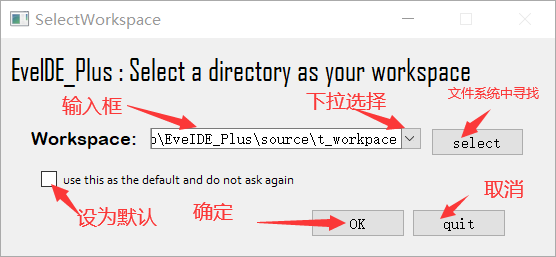 SelectWorkspace
EveIDE_Plus : Select a directory as your workspace
输入框
下拉选择
文件系统中寻找
Workspace: o\EveIDE_Plus\source\t_workpace select
use this as the default and do not ask again
设为默认
确定
取消
OK quit